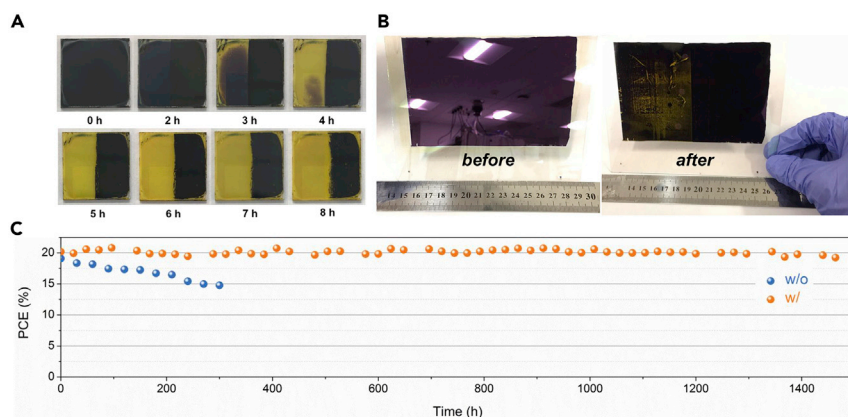 A
0 h 2 h 3 h 4 h
5 h 6 h 7 h 8 h
B
before after
C
PCE (%)
20
15
10
5
0
w/o
w/
0 200 400 600 800 1000 1200 1400
Time (h)